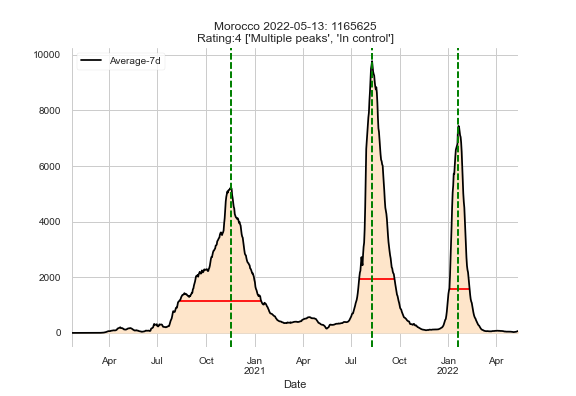 Morocco 2022-05-13: 1165625
Rating:4 ['Multiple peaks', 'In control']
Average-7d
10000
8000
6000
4000
2000
0
Apr Jul Oct Jan Apr Jul Oct Jan Apr
2021 2022
Date